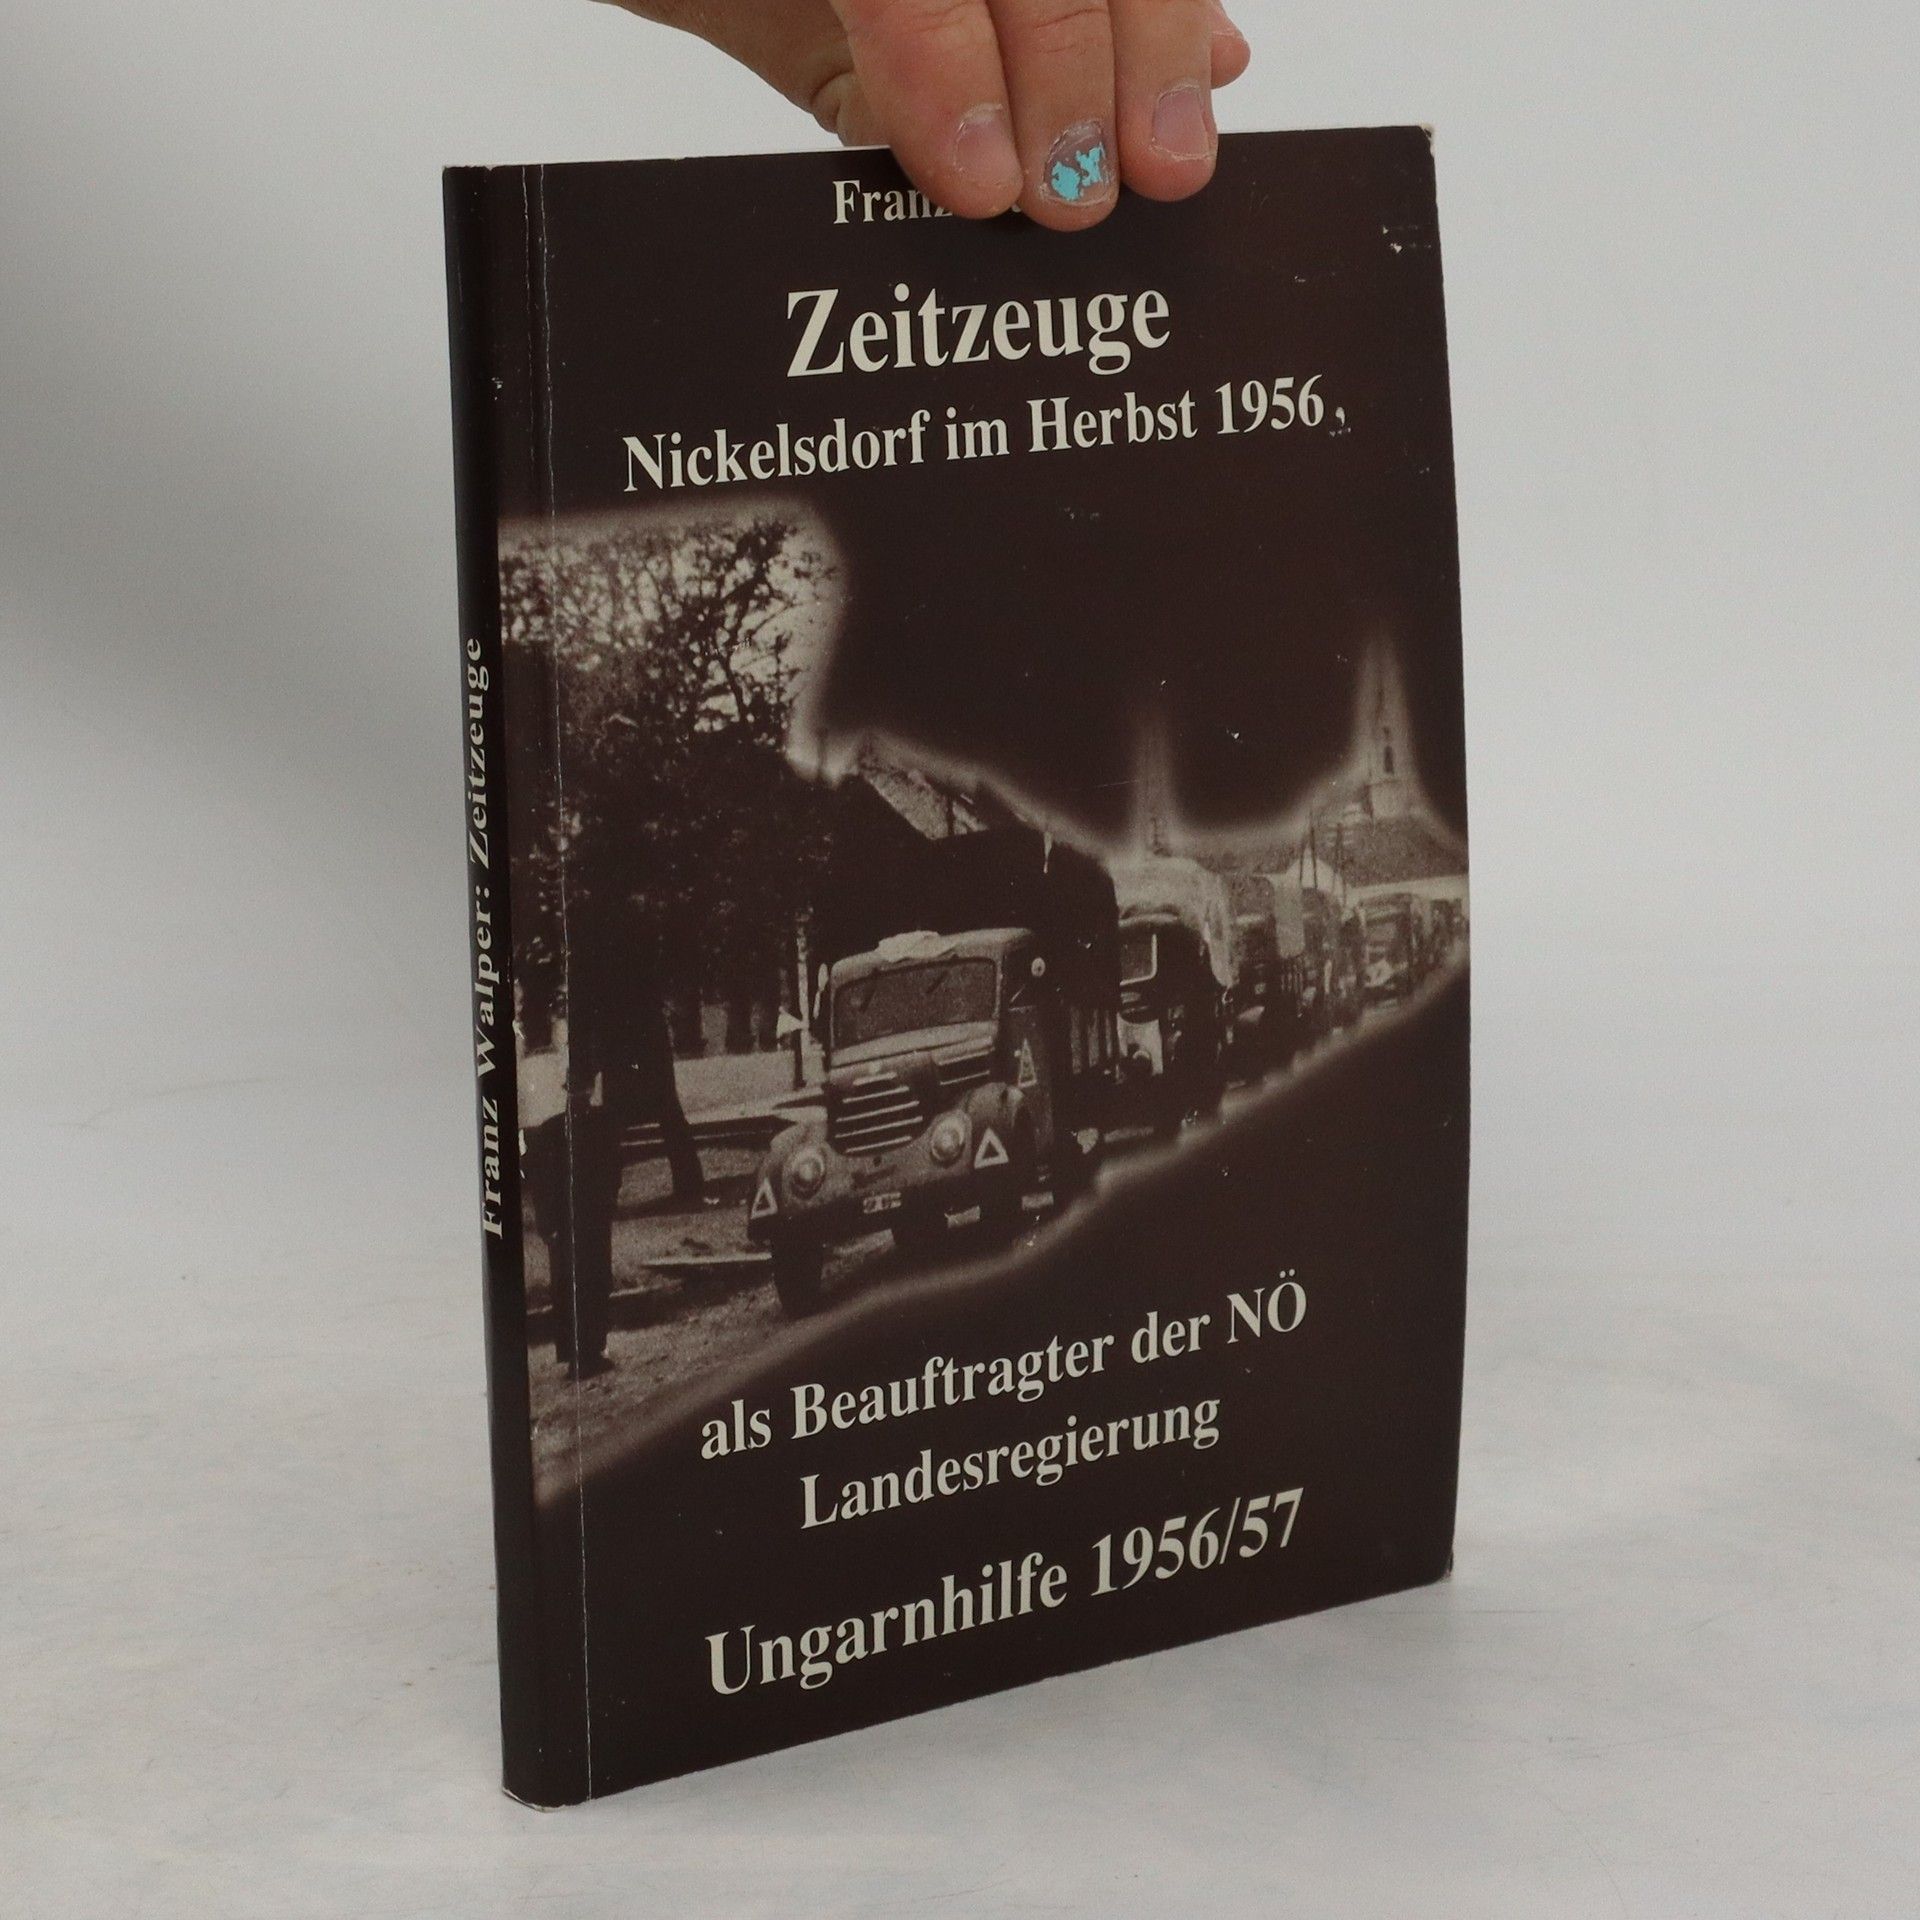 Franz
Zeitzeuge
Nickelsdorf im Herbst 1956,
als Beauftragter der NÖ
Landesregierung
Ungarnhilfe 1956/57
Franz Walper: Zeitzeuge